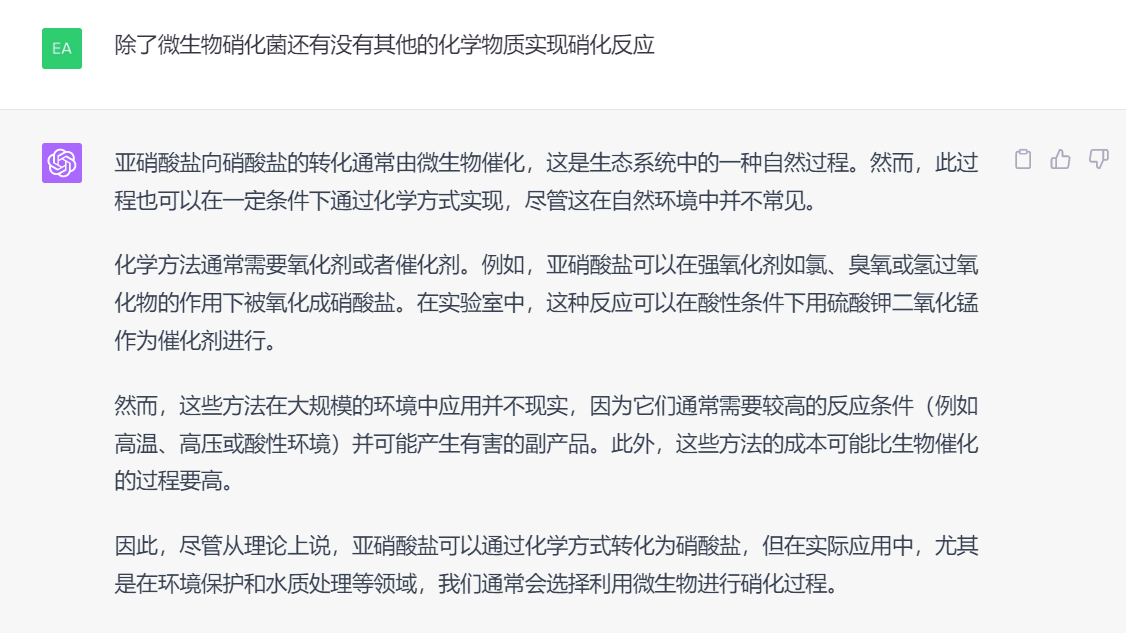 EA
除了微生物硝化菌还有没有其他的化学物质实现硝化反应
亚硝酸盐向硝酸盐的转化通常由微生物催化，这是生态系统中的一种自然过程。然而，此过
程也可以在一定条件下通过化学方式实现，尽管这在自然环境中并不常见。
化学方法通常需要氧化剂或者催化剂。例如，亚硝酸盐可以在强氧化剂如氯、臭氧或氢过氧
化物的作用下被氧化成硝酸盐。在实验室中，这种反应可以在酸性条件下用硫酸钾二氧化锰
作为催化剂进行。
然而，这些方法在大规模的环境中应用并不现实，因为它们通常需要较高的反应条件（例如
高温、高压或酸性环境）并可能产生有害的副产品。此外，这些方法的成本可能比生物催化
的过程要高。
因此，尽管从理论上说，亚硝酸盐可以通过化学方式转化为硝酸盐，但在实际应用中，尤其
是在环境保护和水质处理等领域，我们通常会选择利用微生物进行硝化过程。